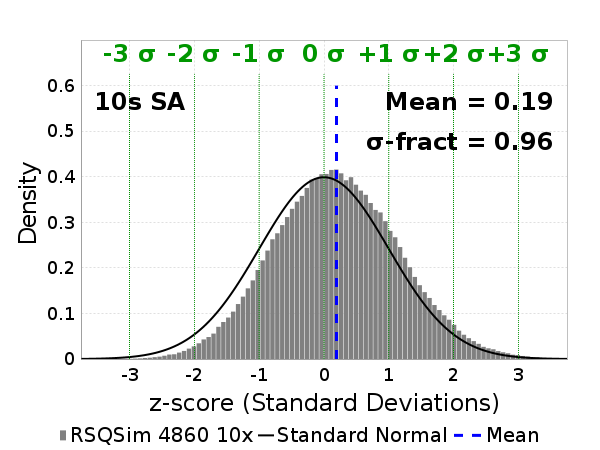 -3 σ -2 σ -1 σ 0 σ +1 σ +2 σ +3 σ
10s SA
Mean = 0.19
σ-fract = 0.96
Density
0.6
0.5
0.4
0.3
0.2
0.1
0
-3 -2 -1 0 1 2 3
z-score (Standard Deviations)
RSQSim 4860 10x Standard Normal Mean